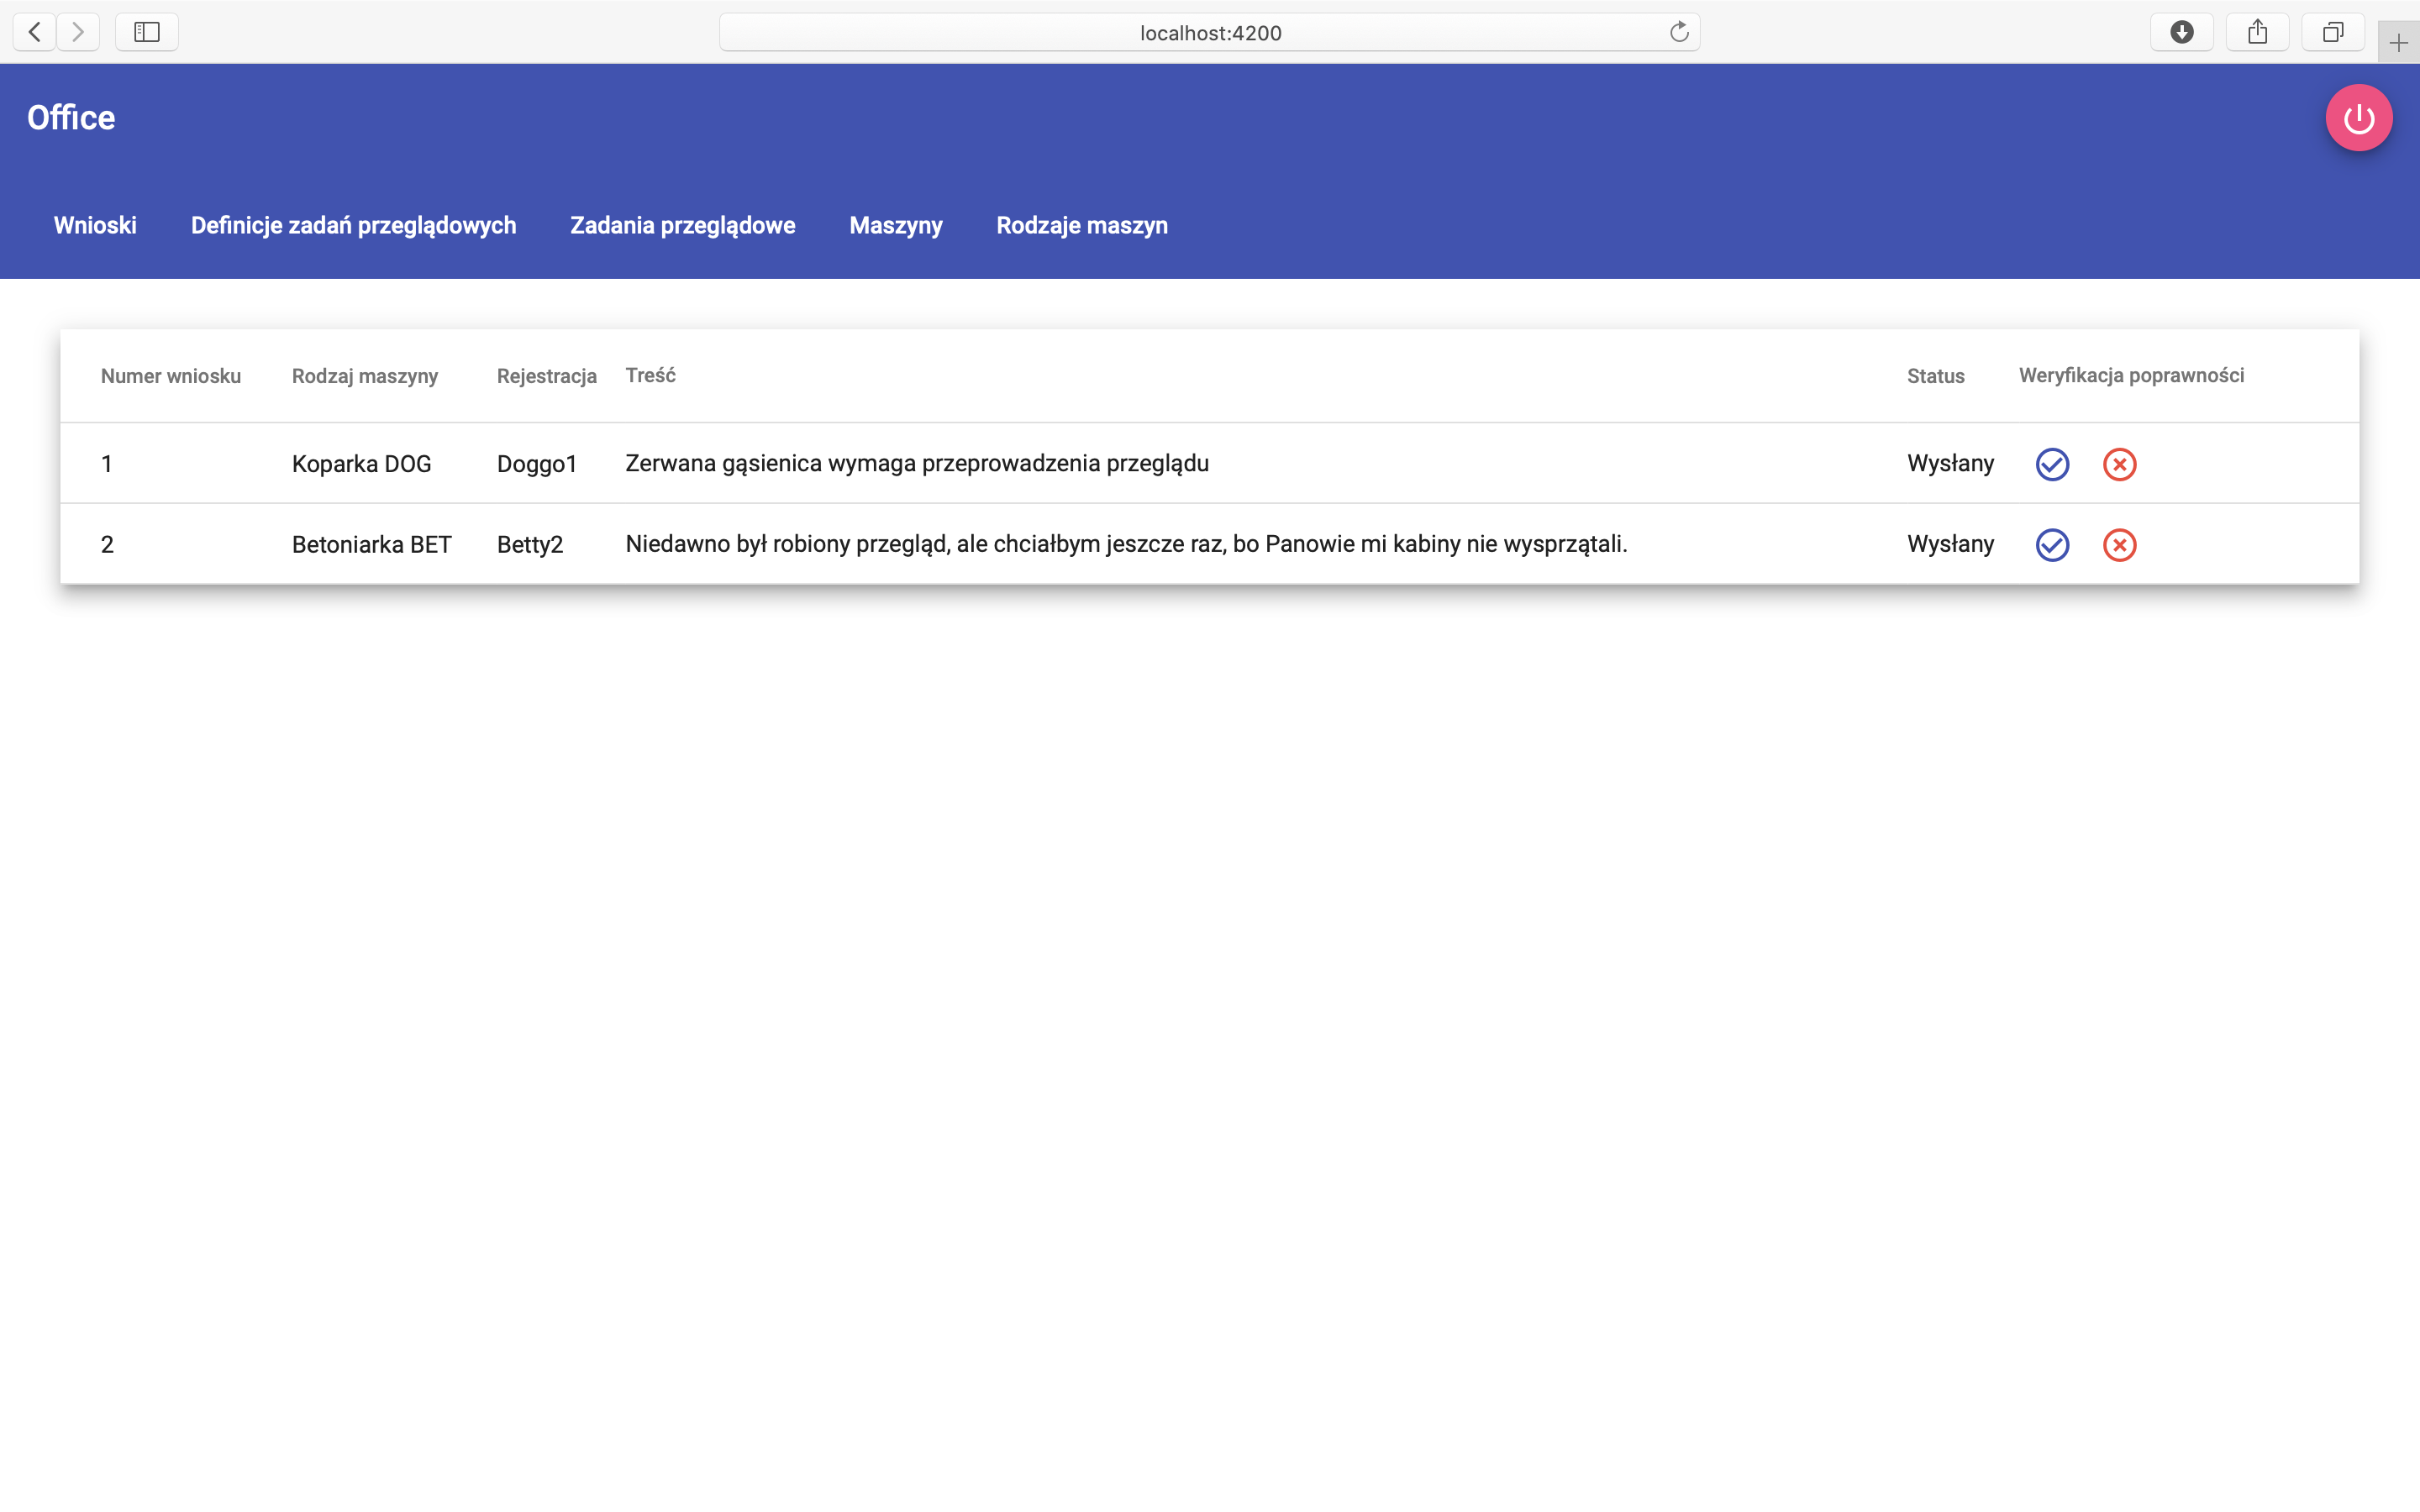 localhost:4200
Office
Wnioski Definicje zadań przeglądowych Zadania przeglądowe Maszyny Rodzaje maszyn
Numer wniosku Rodzaj maszyny Rejestracja Treść Status Weryfikacja poprawności
1 Koparka DOG Doggo1 Zerwana gąsienica wymaga przeprowadzenia przeglądu Wysłany
2 Betoniarka BET Betty2 Niedawno był robiony przegląd, ale chciałbym jeszcze raz, bo Panowie mi kabiny nie wysprzątali. Wysłany